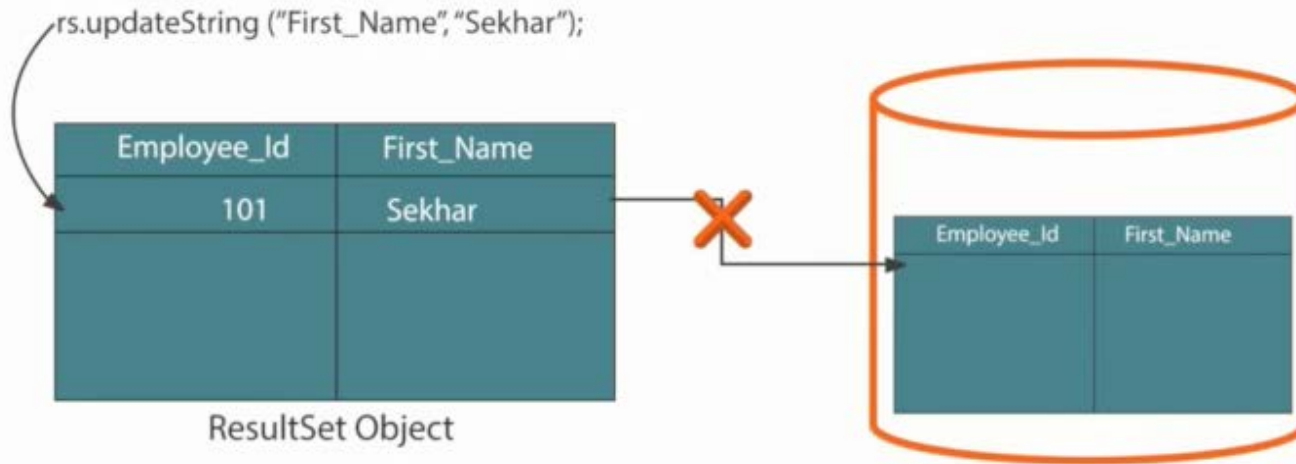 rs.updateString (“First_Name”, “Sekhar”);
Employee_Id First_Name
101 Sekhar
ResultSet Object
Employee_Id First_Name